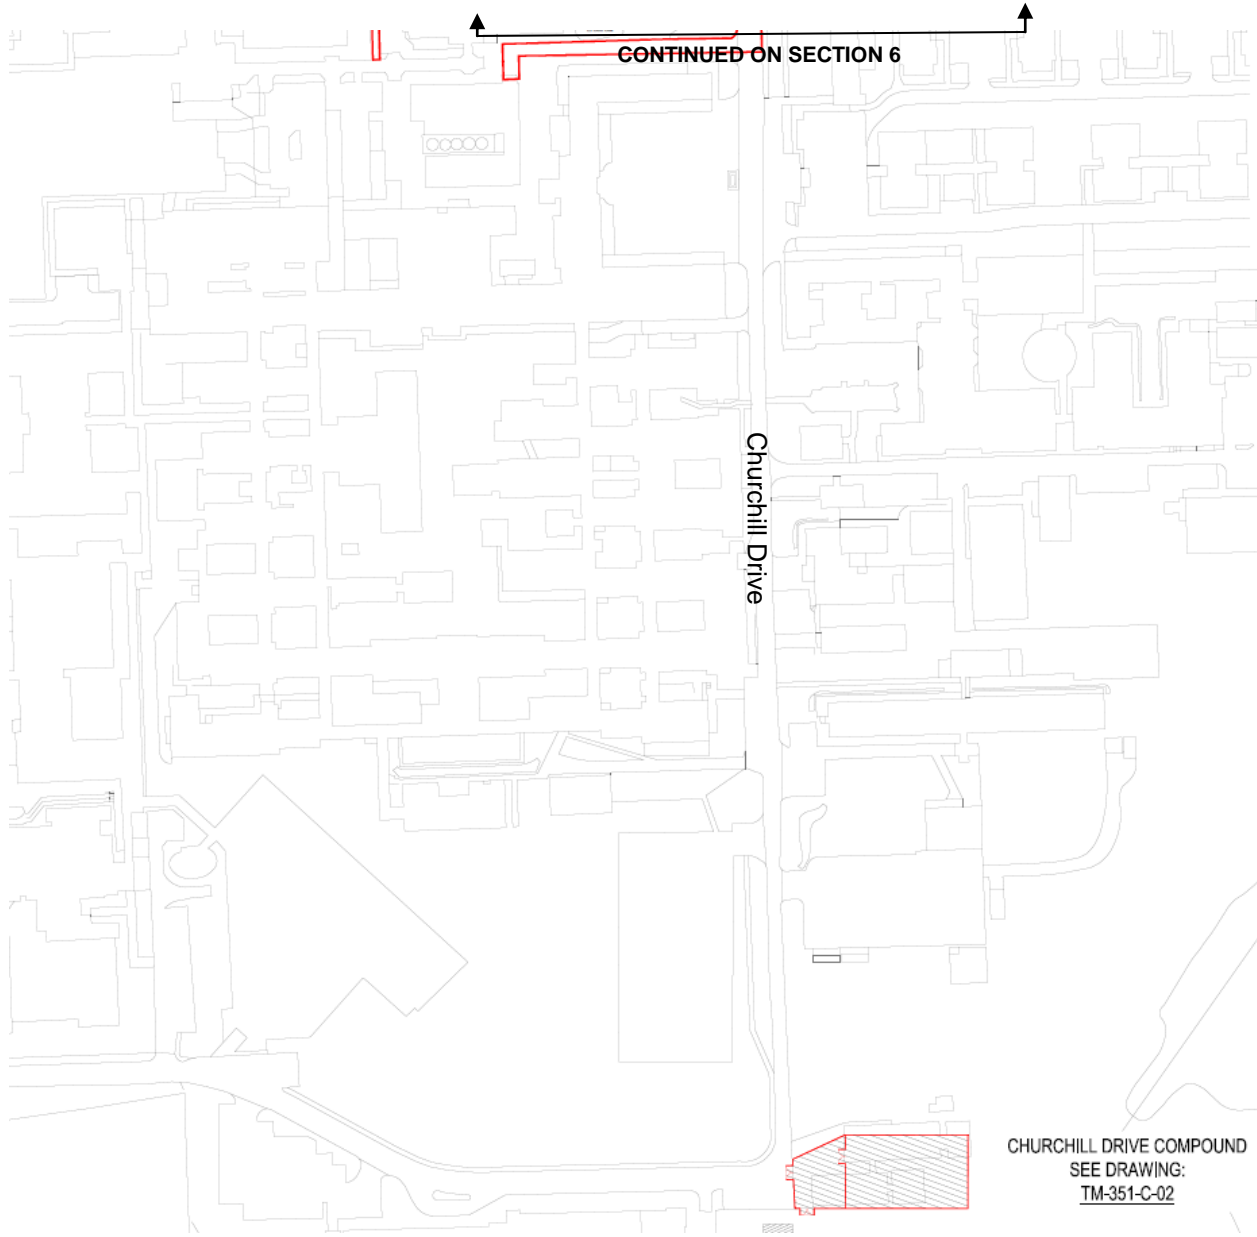 CONTINUED ON SECTION 6
Churchill Drive
CHURCHILL DRIVE COMPOUND
SEE DRAWING:
TM-351-C-02